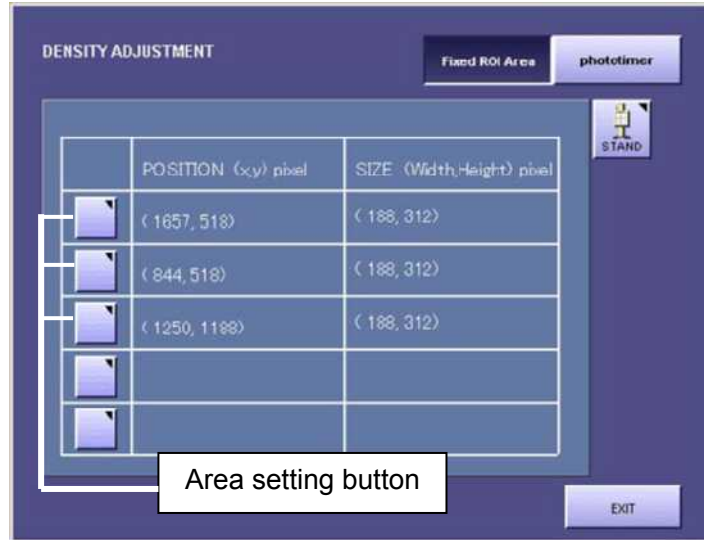 DENSITY ADJUSTMENT
Fixed ROI Area
phototimer
STAND
POSITION (x,y) pixel SIZE (Width,Height) pixel
(1657, 518) (188, 312)
(844, 518) (188, 312)
(1250, 1188) (188, 312)
Area setting button
EXIT